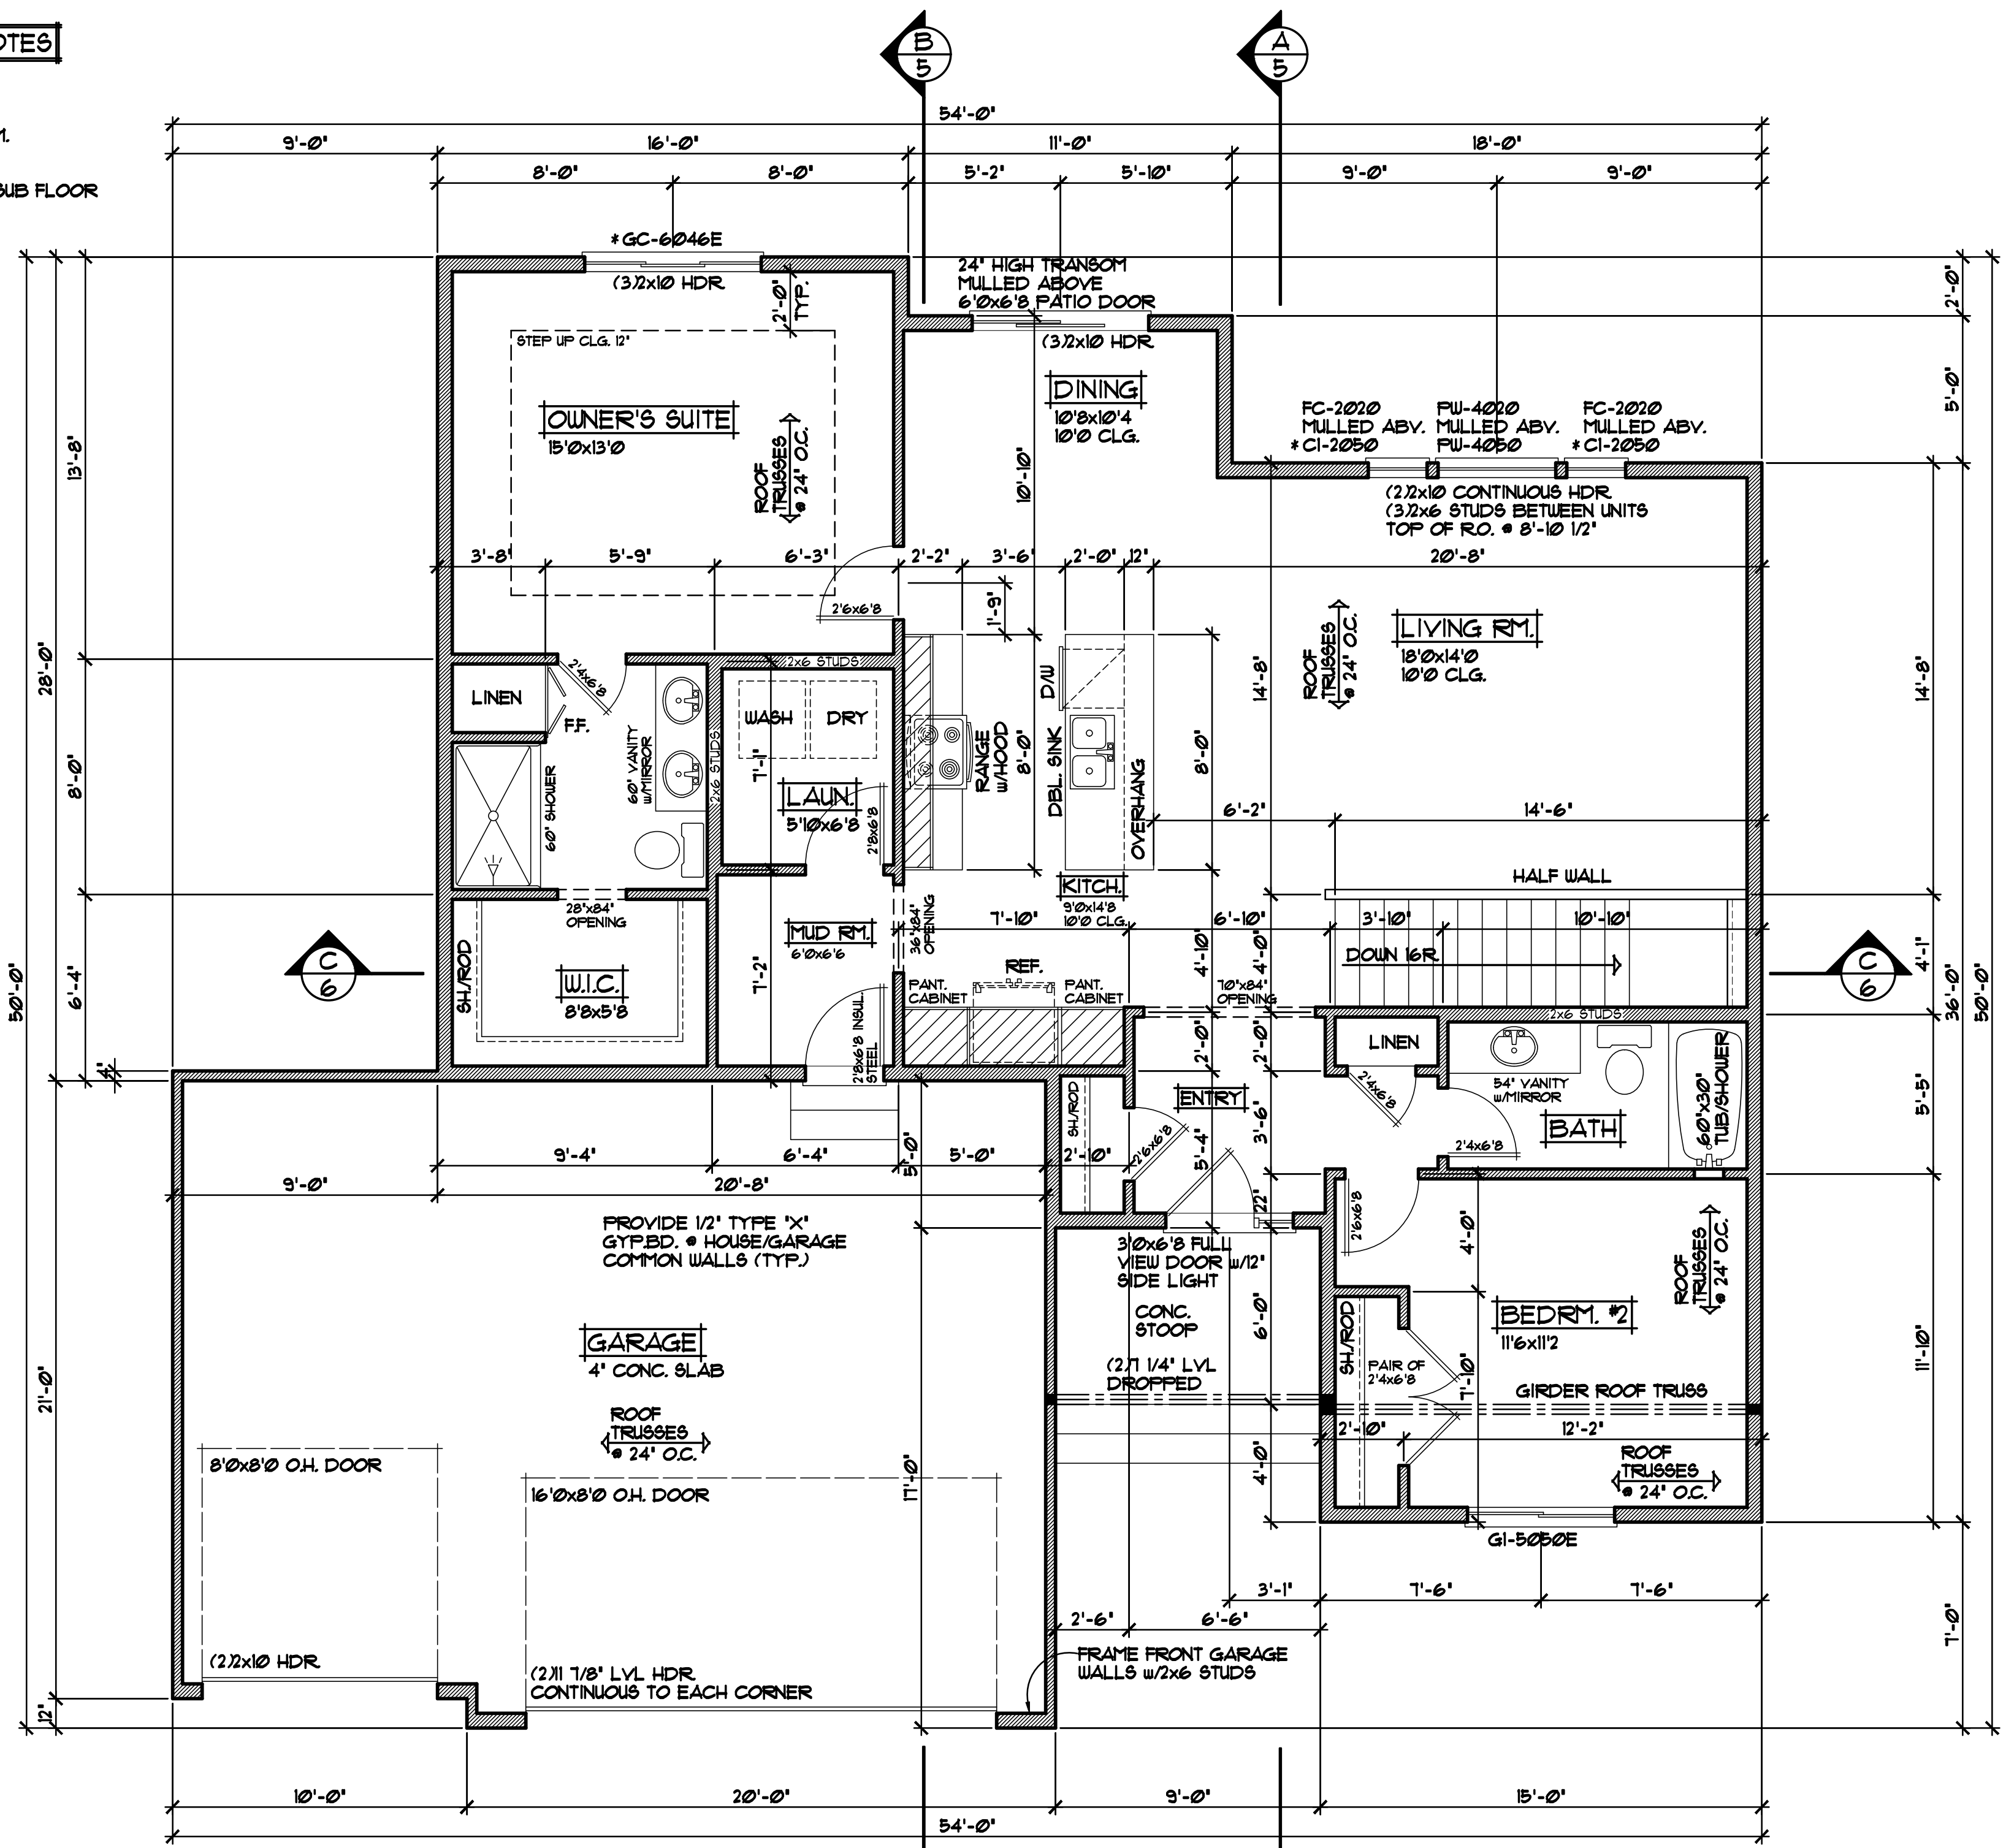 OTES
M.
SUB FLOOR
B
5
A
5
54'-0"
9'-0"
16'-0"
11'-0"
18'-0"
8'-0"
8'-0"
5'-2"
5'-10"
9'-0"
9'-0"
*GC-6046E
(3)2x10 HDR.
2'-0"
TYP.
24" HIGH TRANSOM
MULLED ABOVE
6'0x6'8 PATIO DOOR
(3)2x10 HDR.
STEP UP CLG. 12"
OWNER'S SUITE
15'0x13'0
ROOF
TRUSSES
@ 24" O.C.
DINING
10'8x10'4
10'0 CLG.
10'-10"
FC-2020
MULLED ABV.
*C1-2050
PW-4020
MULLED ABV.
PW-4050
FC-2020
MULLED ABV.
*C1-2050
(2)2x10 CONTINUOUS HDR.
(3)2x6 STUDS BETWEEN UNITS
TOP OF R.O. @ 8'-10 1/2"
2'-0"
5'-0"
13'-8"
28'-0"
8'-0"
6'-4"
50'-0"
4"
21'-0"
12"
3'-8"
5'-9"
6'-3"
2'-2"
3'-6"
2'-0"
12"
20'-8"
2'6x6'8
1'-9"
LIVING RM.
18'0x14'0
10'0 CLG.
ROOF
TRUSSES
@ 24" O.C.
14'-8"
14'-8"
LINEN
2'4x6'8
F.F.
60" VANITY
w/MIRROR
60" SHOWER
2x6 STUDS
2x6 STUDS
WASH
DRY
7'-1"
LAUN.
5'10x6'8
2'8x6'8
RANGE
w/HOOD
8'-0"
D/W
DBL. SINK
OVERHANG
8'-0"
6'-2"
14'-6"
HALF WALL
KITCH.
9'0x14'8
10'0 CLG.
28"x84"
OPENING
SH./ROD
W.I.C.
8'8x5'8
MUD RM.
6'0x6'6
7'-2"
36"x84"
OPENING
7'-10"
6'-10"
3'-10"
10'-10"
DOWN 16R.
4'-10"
4'-0"
4'-1"
C
6
C
6
36'-0"
50'-0"
PANT.
CABINET
REF.
PANT.
CABINET
70"x84"
OPENING
2'8x6'8 INSUL.
STEEL
2x6 STUDS
LINEN
2'4x6'8
54" VANITY
w/MIRROR
BATH
2'4x6'8
60"x30"
TUB/SHOWER
5'-5"
2'-0"
2'-0"
SH./ROD
ENTRY
2'6x6'8
5'-4"
3'-6"
22"
9'-4"
6'-4"
5'-0"
5'-0"
2'-10"
9'-0"
20'-8"
PROVIDE 1/2" TYPE "X"
GYP.BD. @ HOUSE/GARAGE
COMMON WALLS (TYP.)
3'0x6'8 FULL
VIEW DOOR w/12"
SIDE LIGHT
CONC.
STOOP
(2)7 1/4" LVL
DROPPED
6'-0"
4'-0"
2'6x6'8
4'-0"
ROOF
TRUSSES
@ 24" O.C.
BEDRM. #2
11'6x11'2
SH./ROD
PAIR OF
2'4x6'8
7'-10"
GIRDER ROOF TRUSS
2'-10"
12'-2"
ROOF
TRUSSES
@ 24" O.C.
11'-10"
GARAGE
4" CONC. SLAB
ROOF
TRUSSES
@ 24" O.C.
17'-0"
8'0x8'0 O.H. DOOR
16'0x8'0 O.H. DOOR
(2)2x10 HDR.
(2)11 7/8" LVL HDR.
CONTINUOUS TO EACH CORNER
G1-5050E
3'-1"
7'-6"
7'-6"
2'-6"
6'-6"
FRAME FRONT GARAGE
WALLS w/2x6 STUDS
7'-0"
10'-0"
20'-0"
9'-0"
15'-0"
54'-0"